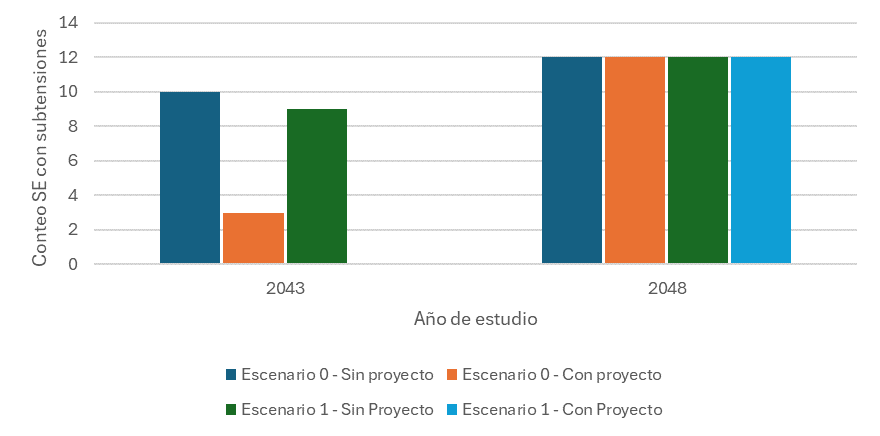 14
12
10
8
6
4
2
0
Conteo SE con subtensiones
2043 2048
Año de estudio
Escenario 0 - Sin proyecto Escenario 0 - Con proyecto
Escenario 1 - Sin Proyecto Escenario 1 - Con Proyecto